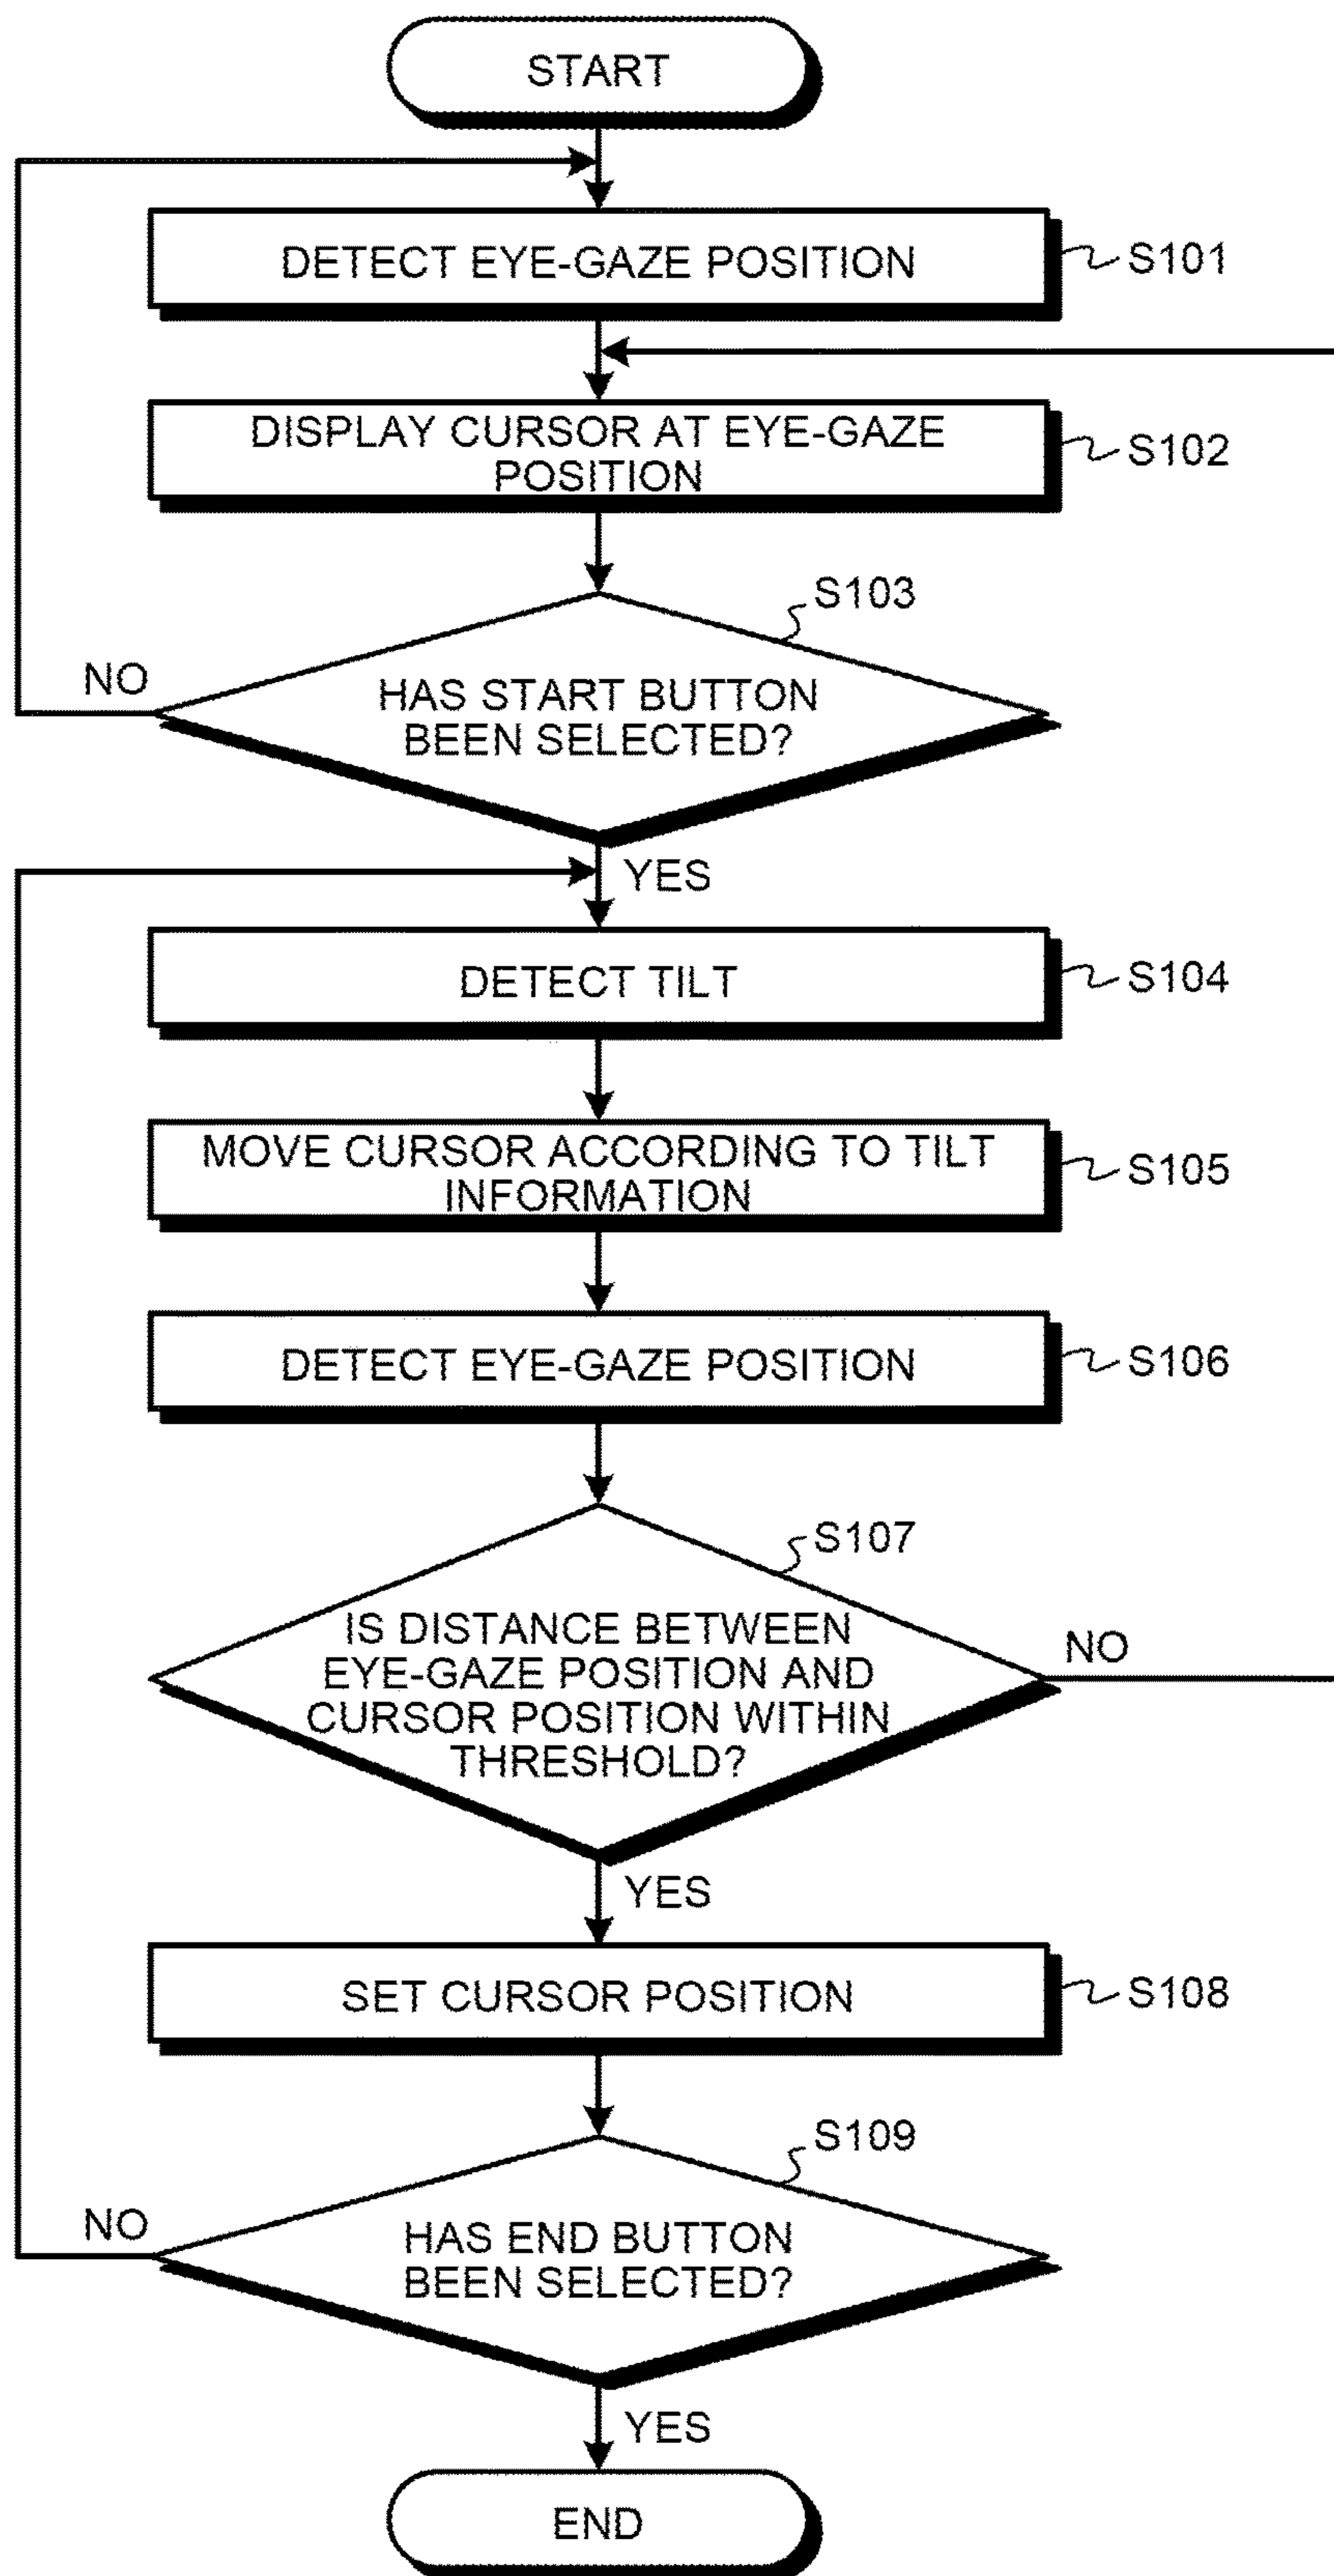 START
DETECT EYE-GAZE POSITION
S101
DISPLAY CURSOR AT EYE-GAZE
POSITION
S102
S103
NO
HAS START BUTTON
BEEN SELECTED?
YES
DETECT TILT
S104
MOVE CURSOR ACCORDING TO TILT
INFORMATION
S105
DETECT EYE-GAZE POSITION
S106
S107
IS DISTANCE BETWEEN
EYE-GAZE POSITION AND
CURSOR POSITION WITHIN
THRESHOLD?
NO
YES
SET CURSOR POSITION
S108
S109
NO
HAS END BUTTON
BEEN SELECTED?
YES
END